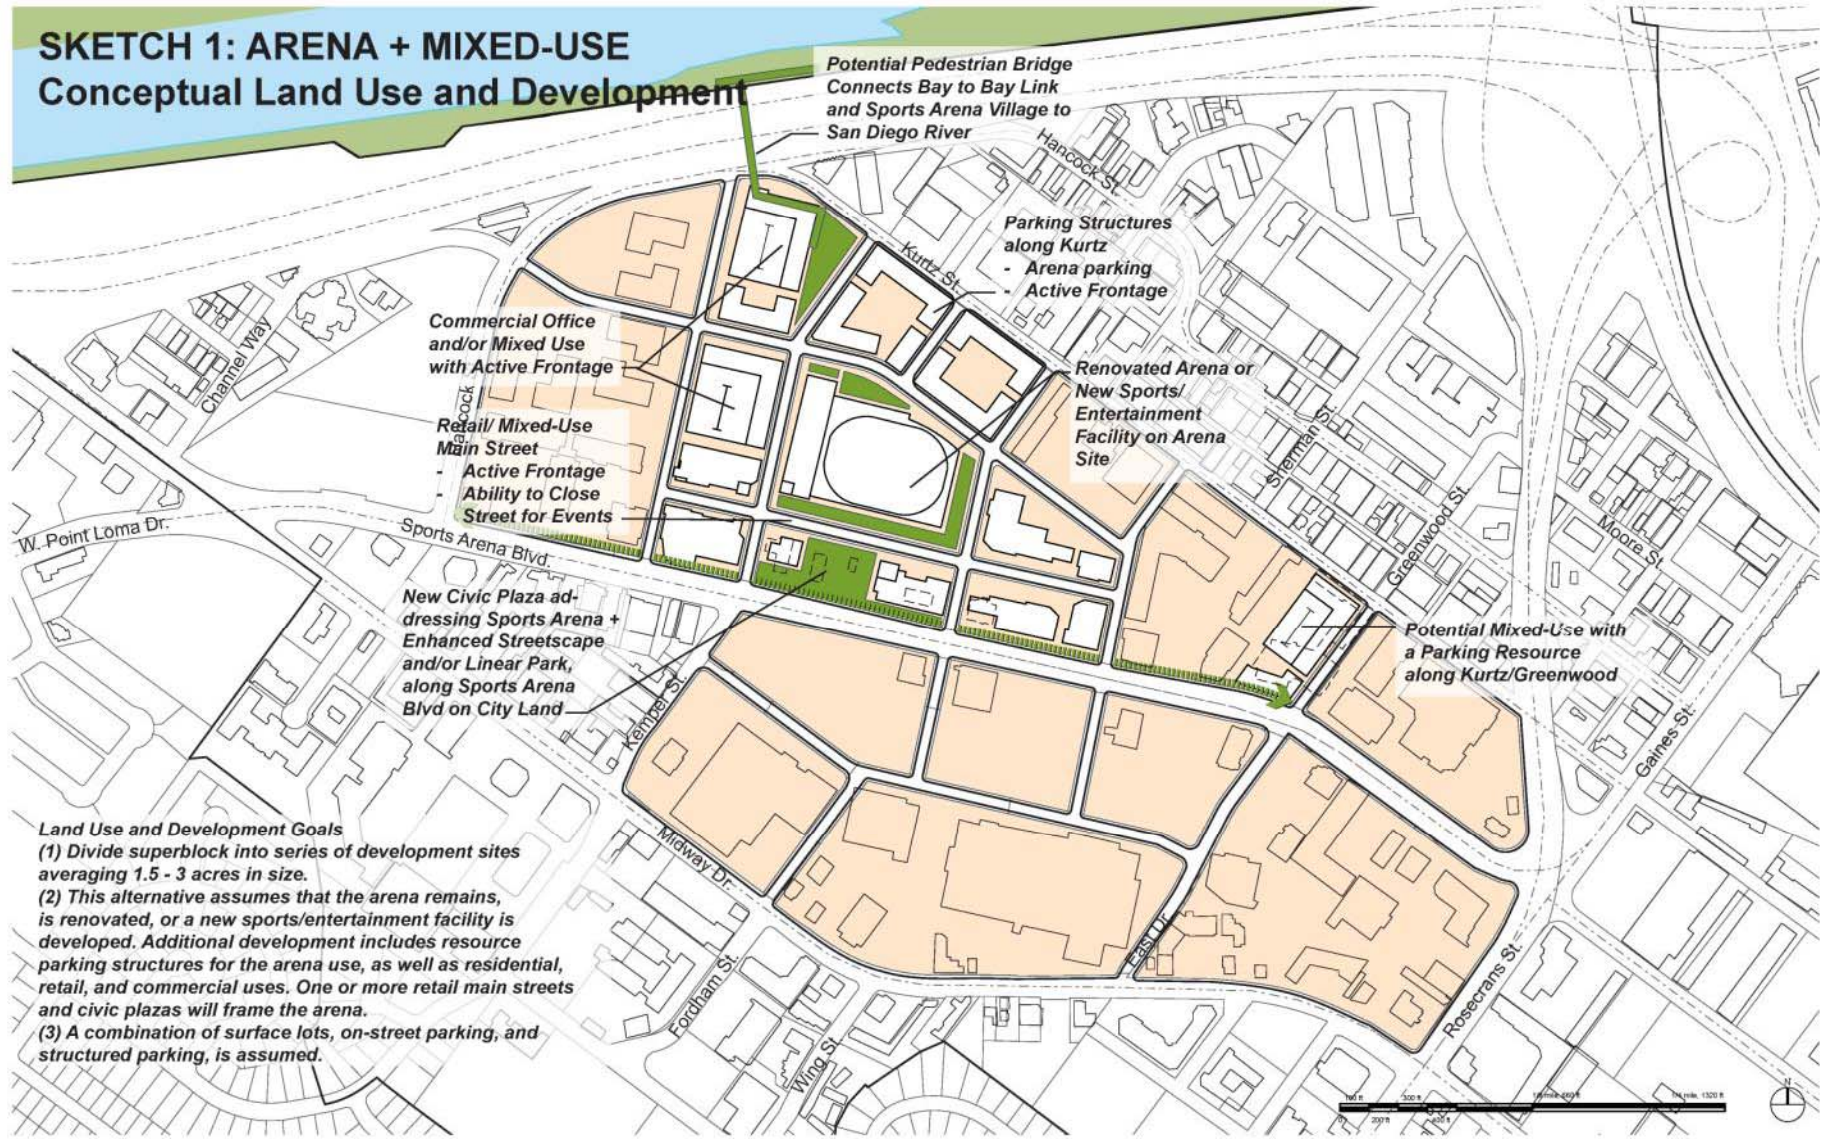 SKETCH 1: ARENA + MIXED-USE
Conceptual Land Use and Development
Potential Pedestrian Bridge
Connects Bay to Bay Link
and Sports Arena Village to
San Diego River
Hancock St.
Parking Structures
along Kurtz
- Arena parking
- Active Frontage
Kurtz St.
Commercial Office
and/or Mixed Use
with Active Frontage
Channel Way
Hancock
Renovated Arena or
New Sports/
Entertainment
Facility on Arena
Site
Retail/ Mixed-Use
Main Street
- Active Frontage
- Ability to Close
Street for Events
Sherman St.
Greenwood St.
Moore St.
W. Point Loma Dr.
Sports Arena Blvd.
New Civic Plaza ad-
dressing Sports Arena +
Enhanced Streetscape
and/or Linear Park,
along Sports Arena
Blvd on City Land
Potential Mixed-Use with
a Parking Resource
along Kurtz/Greenwood
Kemper St.
Gaines St.
Land Use and Development Goals
(1) Divide superblock into series of development sites
averaging 1.5 - 3 acres in size.
(2) This alternative assumes that the arena remains,
is renovated, or a new sports/entertainment facility is
developed. Additional development includes resource
parking structures for the arena use, as well as residential,
retail, and commercial uses. One or more retail main streets
and civic plazas will frame the arena.
(3) A combination of surface lots, on-street parking, and
structured parking, is assumed.
Midway Dr.
East Dr.
Fordham St.
Rosecrans St.
Wing St.
N
100 ft 300 ft 1/4 mile, 1320 ft
200 ft